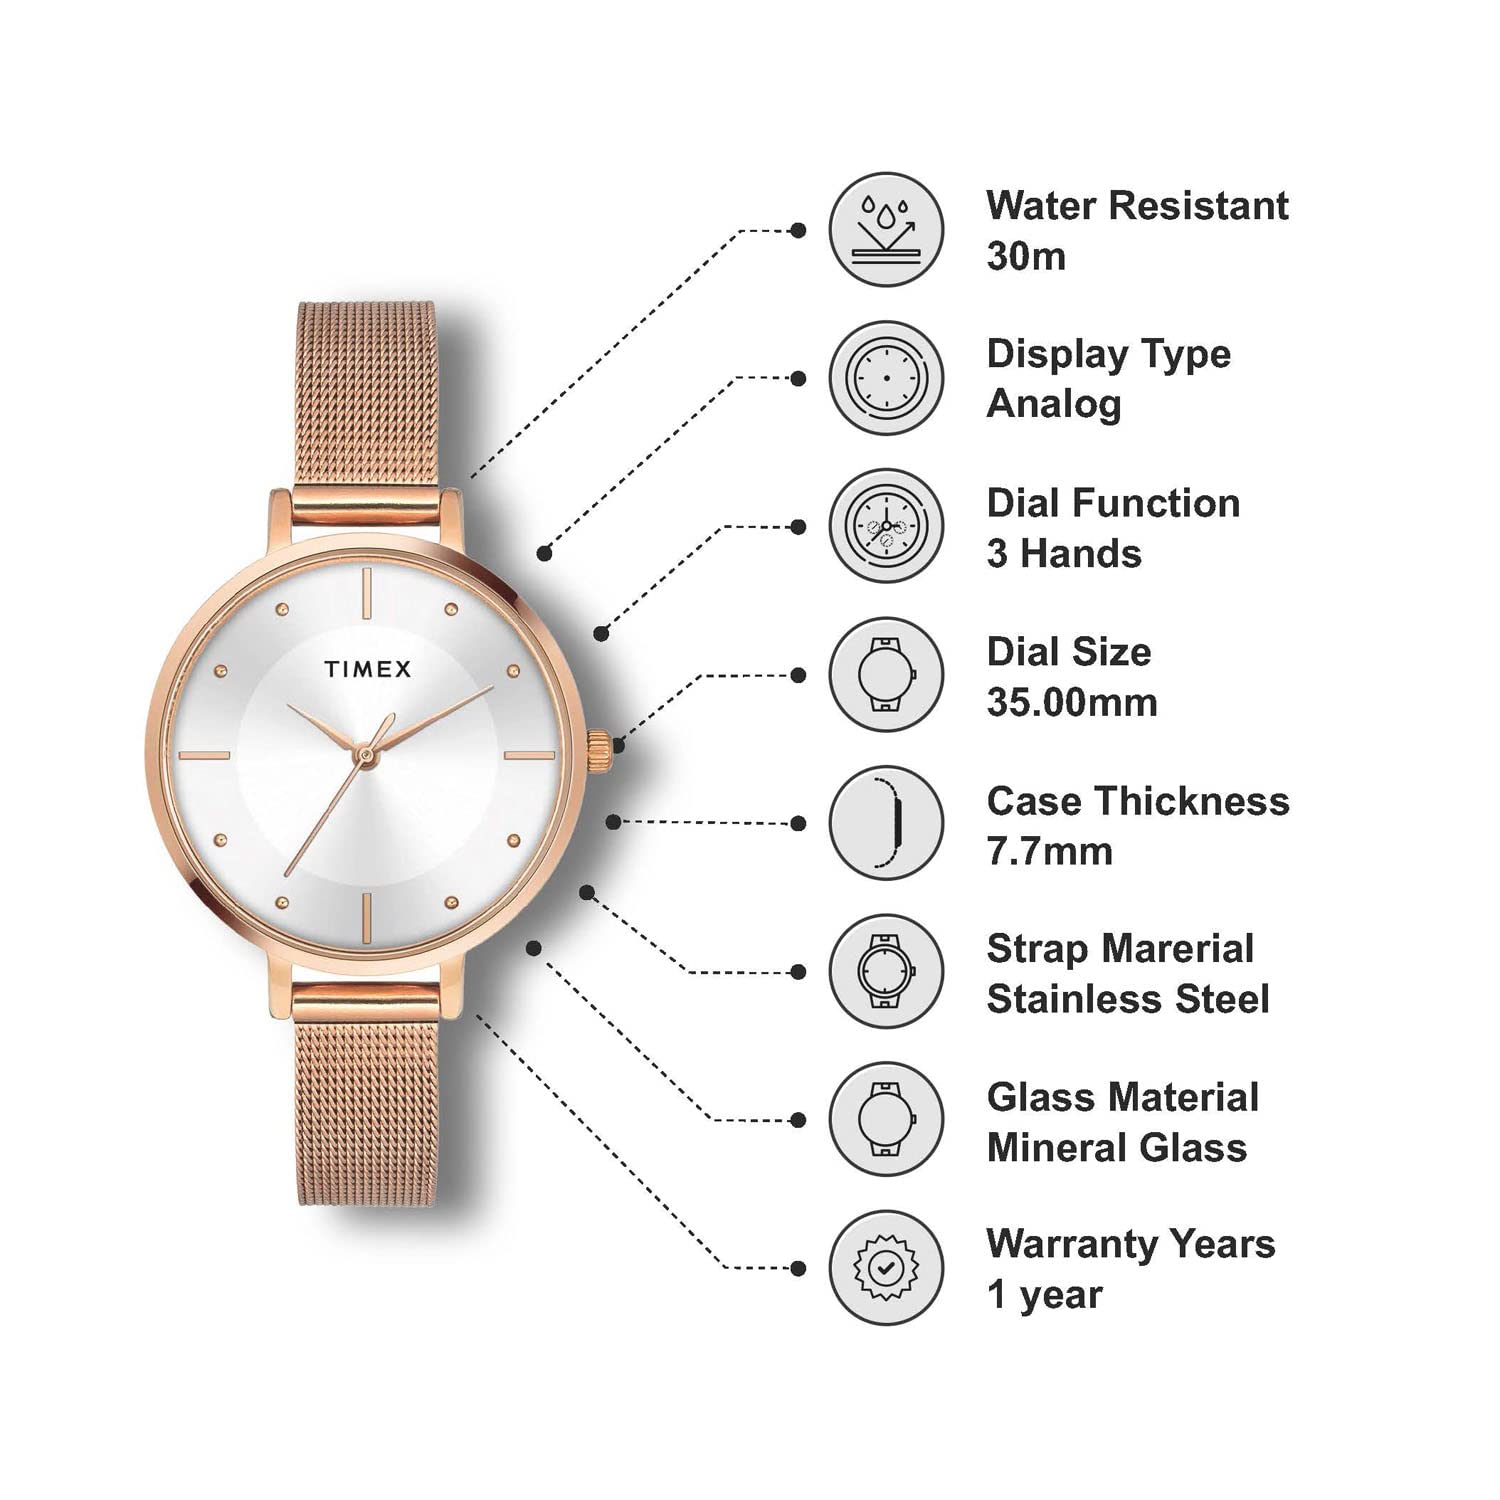 TIMEX
Water Resistant
30m
Display Type
Analog
Dial Function
3 Hands
Dial Size
35.00mm
Case Thickness
7.7mm
Strap Marerial
Stainless Steel
Glass Material
Mineral Glass
Warranty Years
1 year